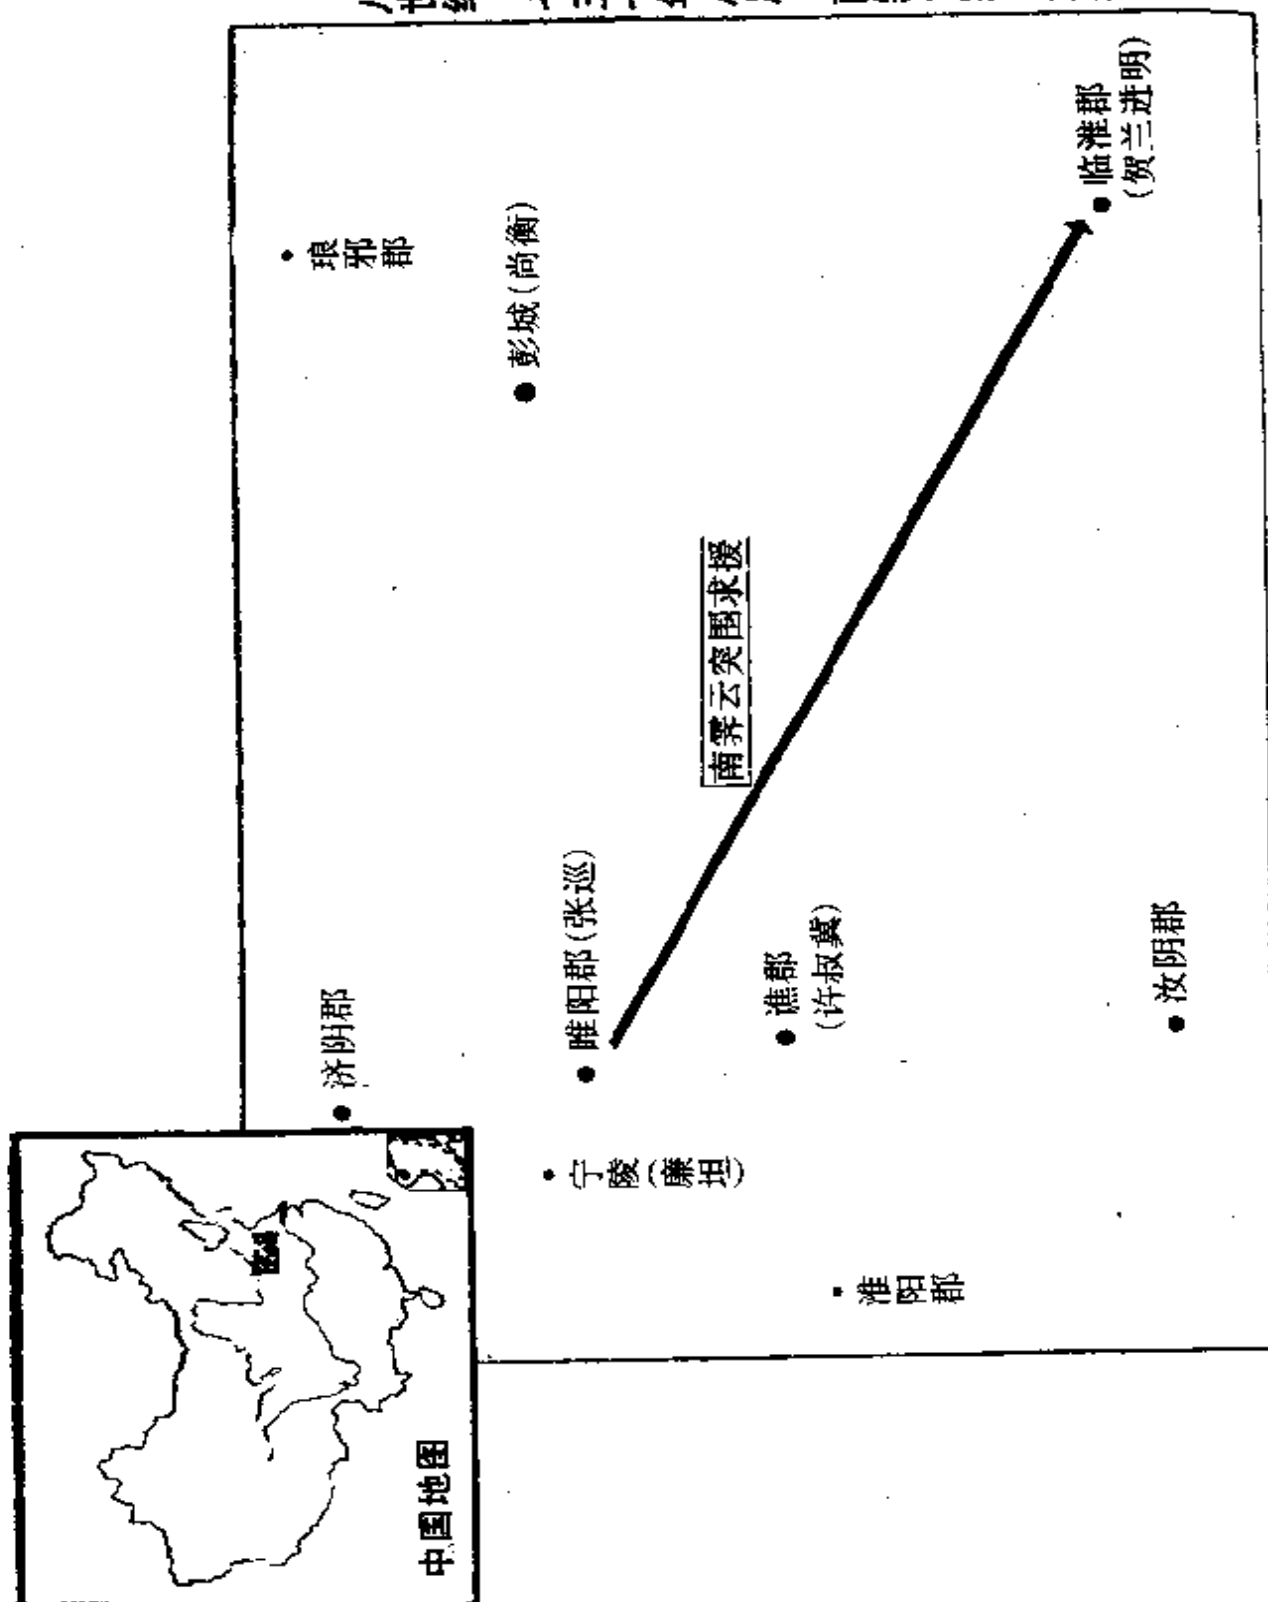 琅邪郡
彭城(尚衡)
临淮郡
(贺兰进明)
南霁云突围求援
济阴郡
睢阳郡(张巡)
谯郡
(许叔冀)
汝阴郡
宁陵(廉坦)
淮阳郡
中国地图